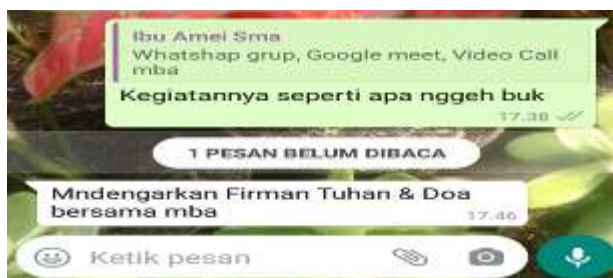 Ibu Amei Sma
Whatshap grup, Google meet, Video Call
mba
Kegiatannya seperti apa nggeh buk
17.38
1 PESAN BELUM DIBACA
Mndengarkan Firman Tuhan & Doa
bersama mba
17.46
Ketik pesan